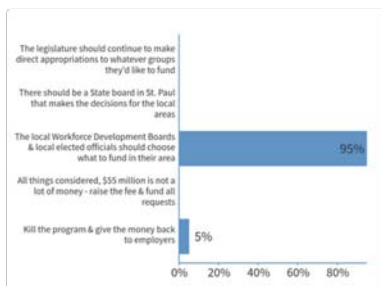 The legislature should continue to make
direct appropriations to whatever groups
they'd like to fund
There should be a State board in St. Paul
that makes the decisions for the local
areas
The local Workforce Development Boards
& local elected officials should choose
what to fund in their area
95%
All things considered, $55 million is not a
lot of money - raise the fee & fund all
requests
Kill the program & give the money back
to employers
5%
0% 20% 40% 60% 80%